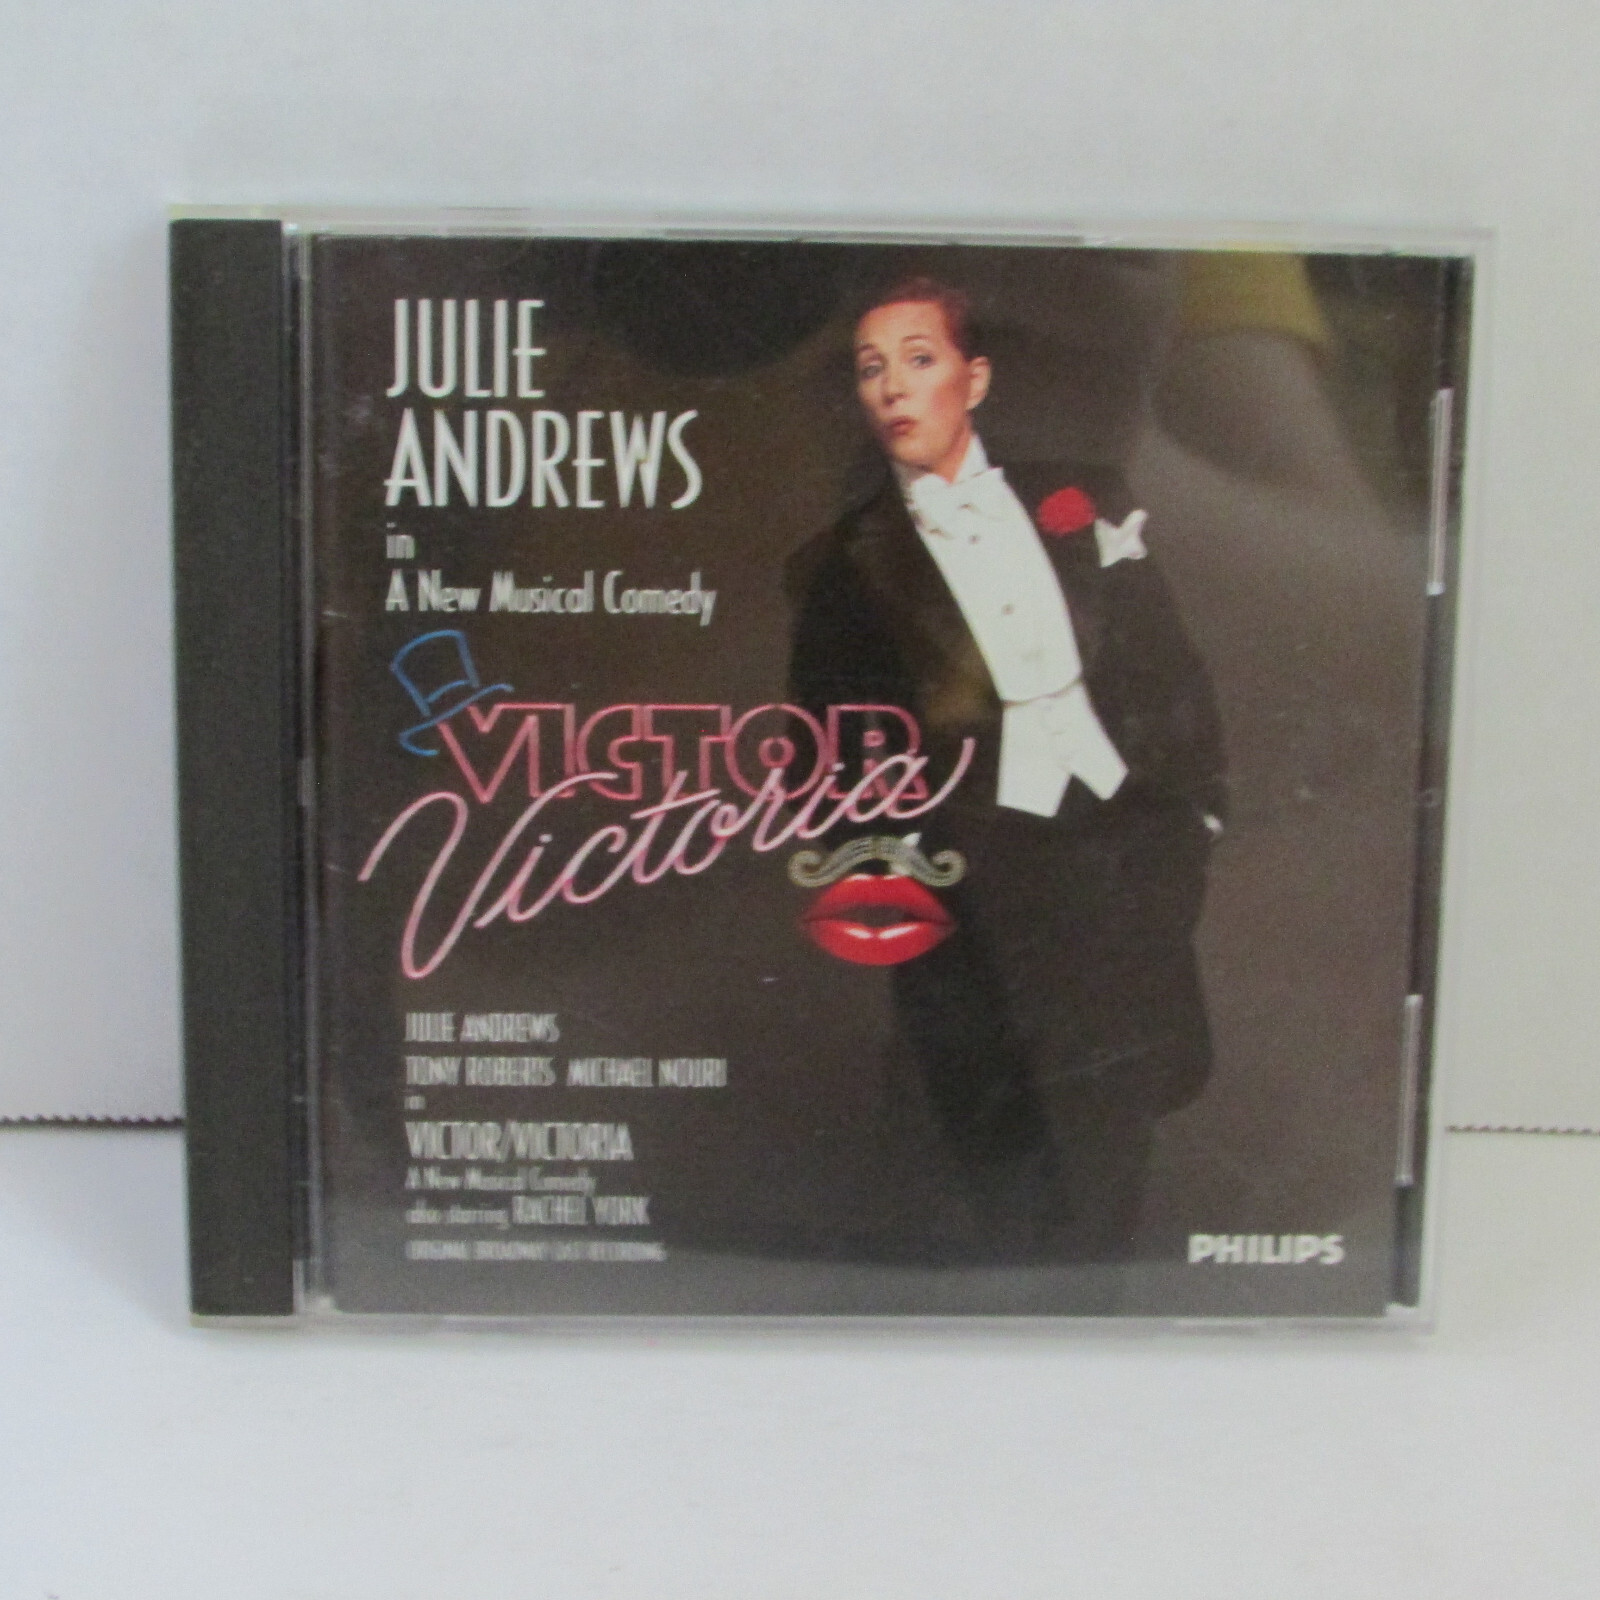 JULIE
ANDREWS
in
A New Musical Comedy
VICTOR
Victoria
JULIE ANDREWS
TONY ROBERTS MICHAEL NOURI
in
VICTOR/VICTORIA
A New Musical Comedy
also starring RACHEL YORK
ORIGINAL BROADWAY CAST RECORDING
PHILIPS